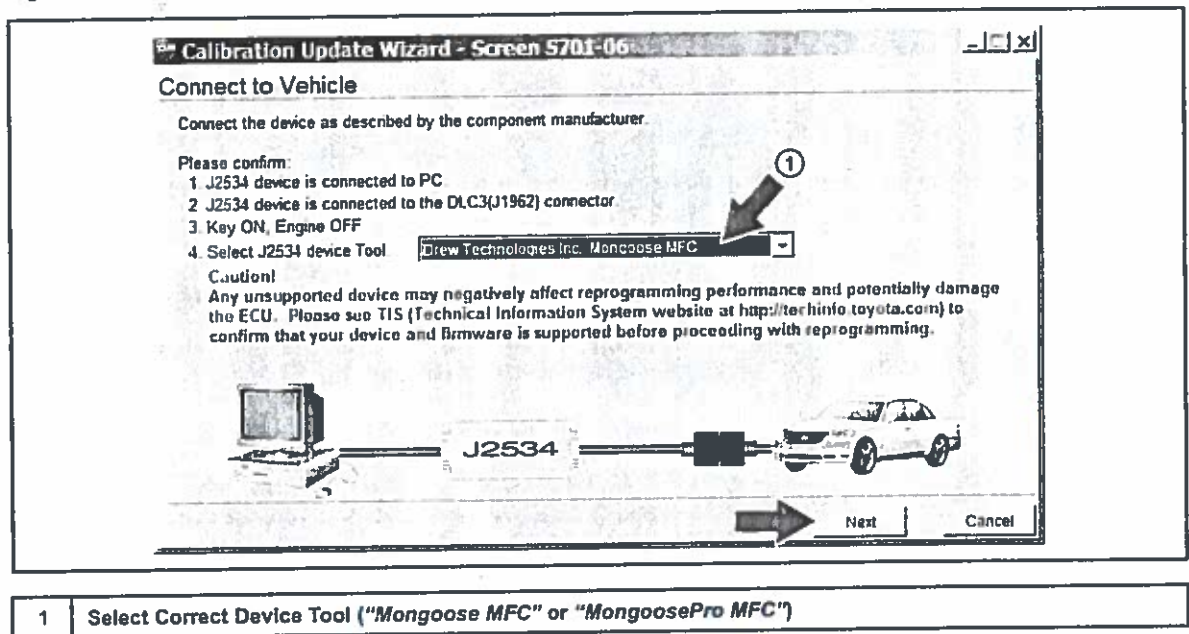 Calibration Update Wizard - Screen S701-06
Connect to Vehicle
Connect the device as described by the component manufacturer.
Please confirm:
1. J2534 device is connected to PC
2 J2534 device is connected to the DLC3(J1962) connector.
3. Key ON, Engine OFF
4. Select J2534 device Tool Drew Technologies Inc. Mongoose MFC
1
Caution!
Any unsupported device may negatively affect reprogramming performance and potentially damage
the ECU. Please see TIS (Technical Information System website at http://techinfo.toyota.com) to
confirm that your device and firmware is supported before proceeding with reprogramming.
J2534
Next Cancel
1 Select Correct Device Tool ("Mongoose MFC" or "MongoosePro MFC")